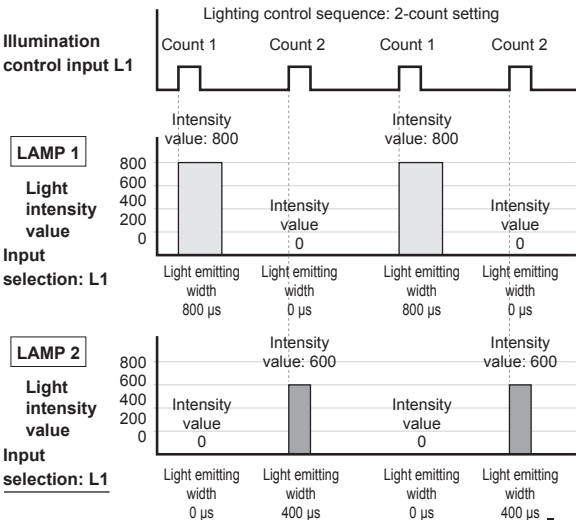 Lighting control sequence: 2-count setting
Illumination
control input L1
Count 1 Count 2 Count 1 Count 2
LAMP 1
Light
intensity
value
Input
selection: L1
800
600
400
200
0
Intensity
value: 800
Intensity
value
0
Intensity
value: 800
Intensity
value
0
Light emitting
width
800 µs
Light emitting
width
0 µs
Light emitting
width
800 µs
Light emitting
width
0 µs
LAMP 2
Light
intensity
value
Input
selection: L1
800
600
400
200
0
Intensity
value
0
Intensity
value: 600
Intensity
value
0
Intensity
value: 600
Light emitting
width
0 µs
Light emitting
width
400 µs
Light emitting
width
0 µs
Light emitting
width
400 µs